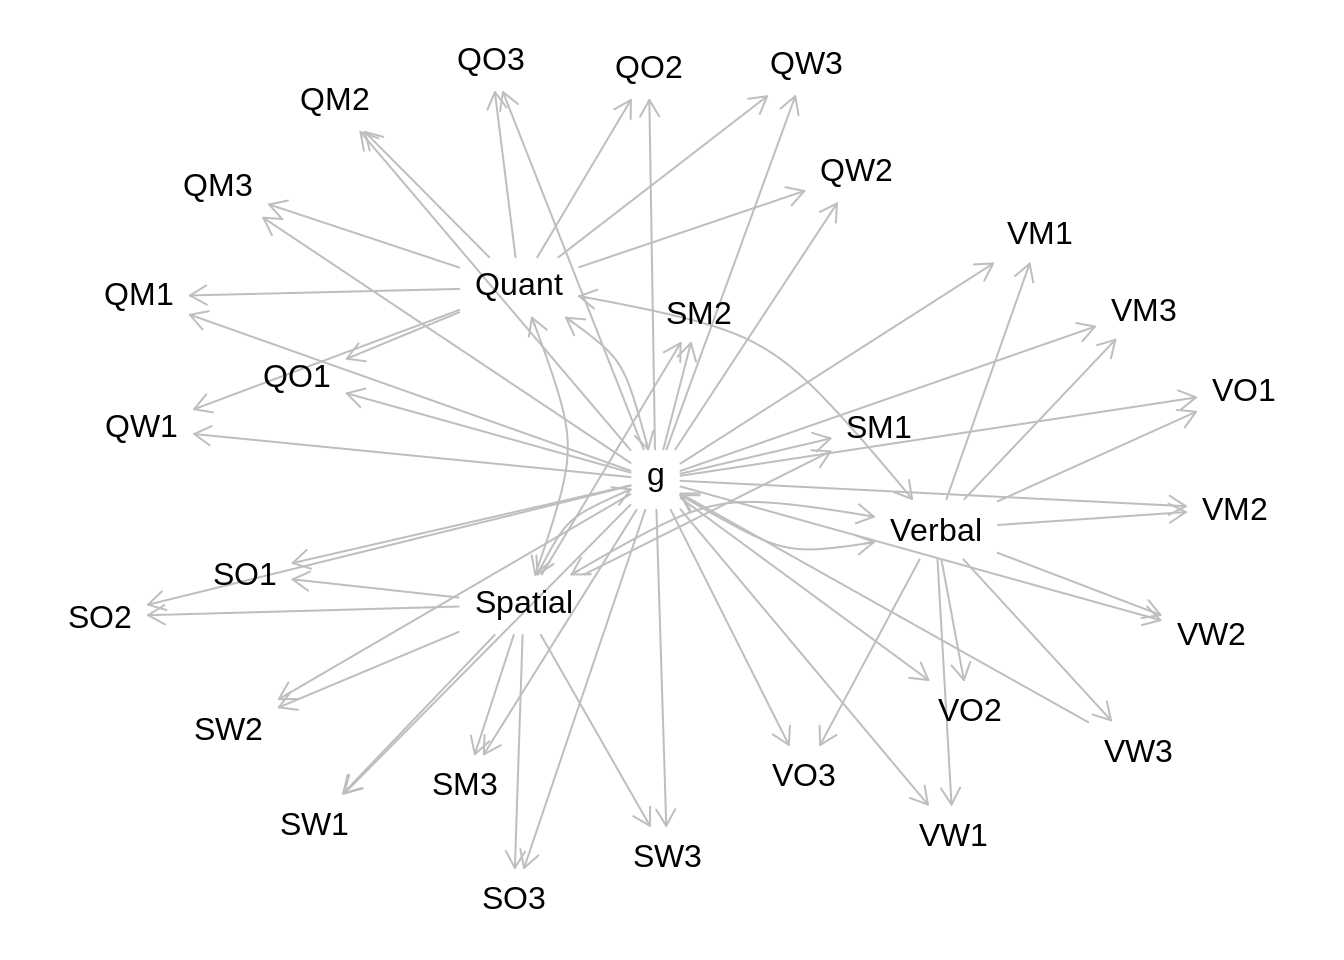 QO3
QO2
QW3
QM2
QW2
QM3
VM1
Quant
QM1
SM2
VM3
QO1
VO1
QW1
SM1
g
VM2
Verbal
SO1
Spatial
SO2
VW2
VO2
SW2
VW3
SM3
VO3
SW1
VW1
SW3
SO3